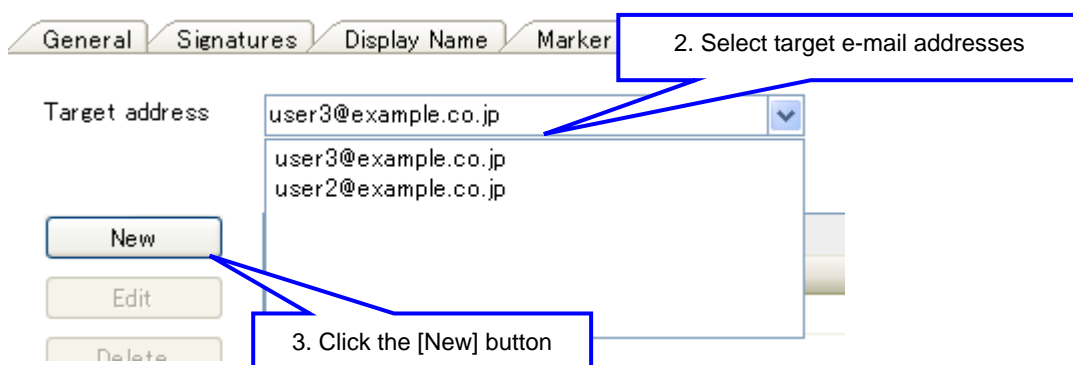 General Signatures Display Name Marker
2. Select target e-mail addresses
Target address user3@example.co.jp
user3@example.co.jp
user2@example.co.jp
New
Edit
3. Click the [New] button
Delete